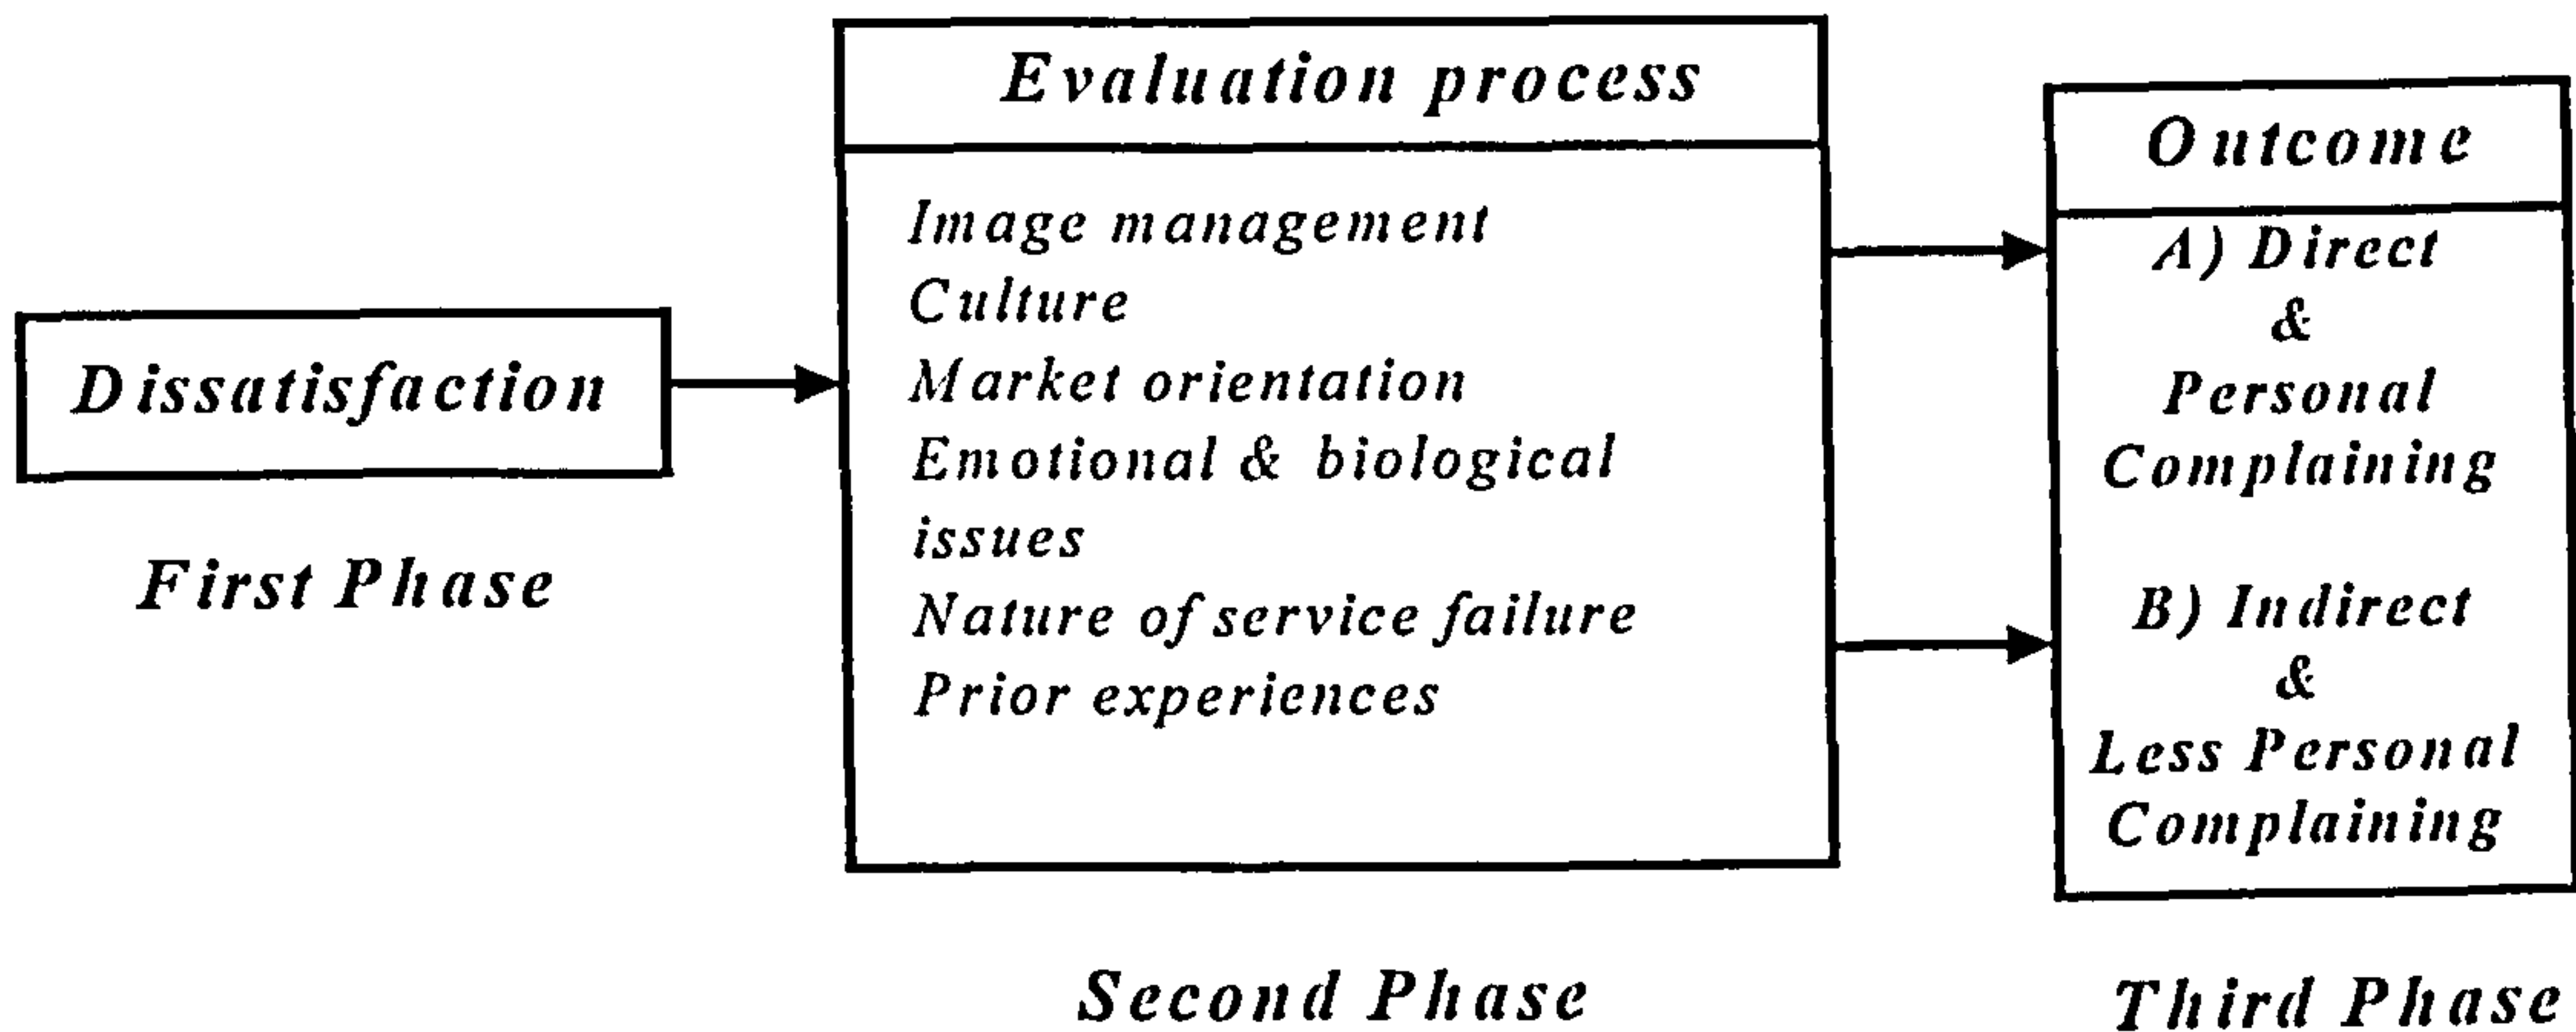 Dissatisfaction
First Phase
Evaluation process
Image management
Culture
Market orientation
Emotional & biological
issues
Nature of service failure
Prior experiences
Second Phase
Outcome
A) Direct
&
Personal
Complaining
B) Indirect
&
Less Personal
Complaining
Third Phase